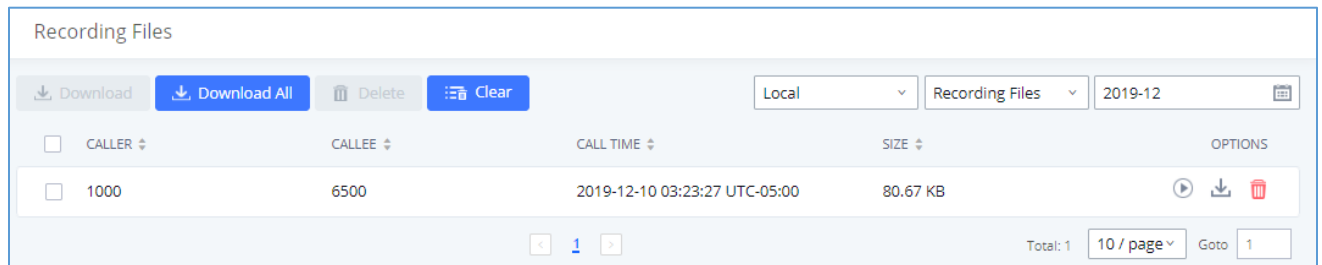 Recording Files
Download Download All Delete Clear Local Recording Files 2019-12
CALLER CALLEE CALL TIME SIZE OPTIONS
1000 6500 2019-12-10 03:23:27 UTC-05:00 80.67 KB
< 1 > Total: 1 10 / page Goto 1